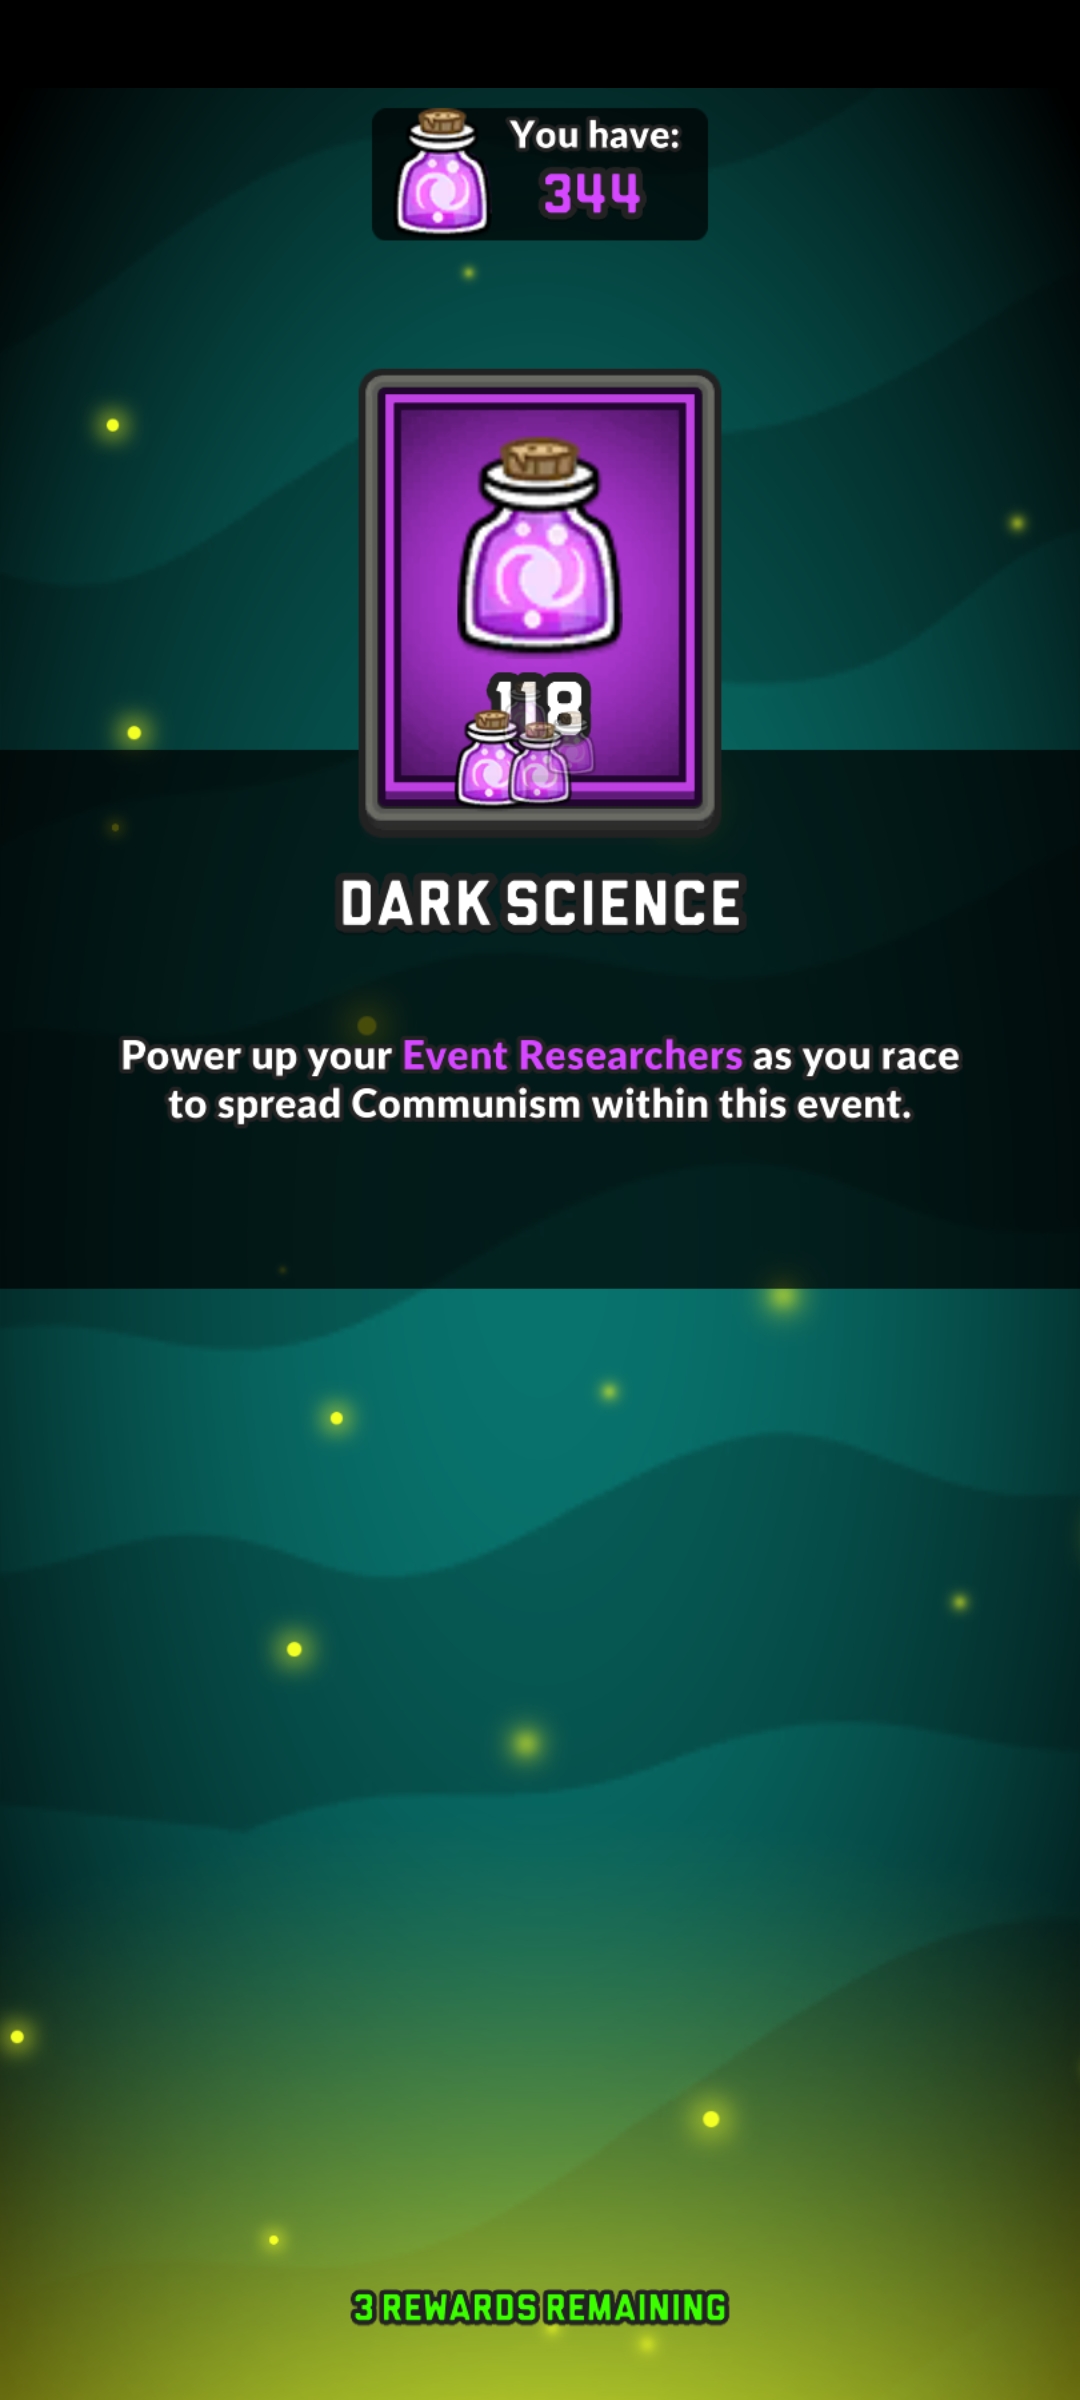 You have:
344
118
DARK SCIENCE
Power up your Event Researchers as you race
to spread Communism within this event.
3 REWARDS REMAINING